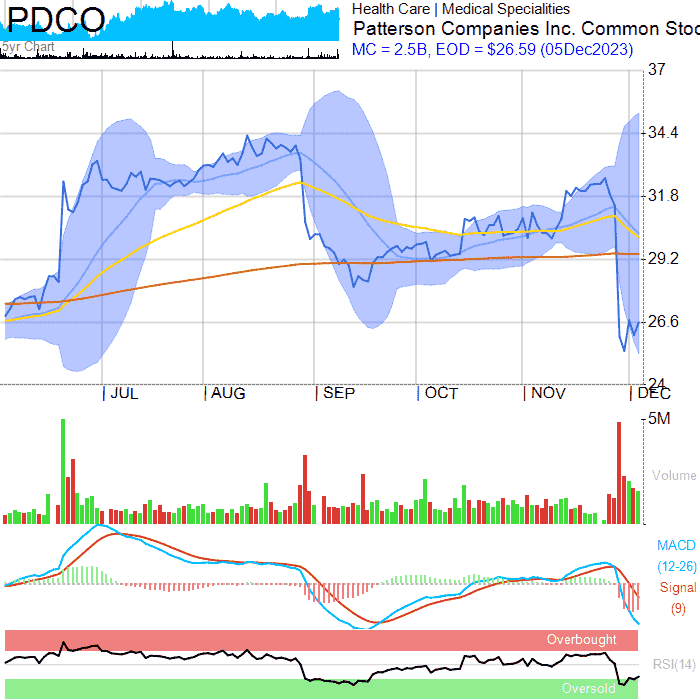 PDCO
5yr Chart
Health Care | Medical Specialities
Patterson Companies Inc. Common Stoc
MC = 2.5B, EOD = $26.59 (05Dec2023)
37
34.4
31.8
29.2
26.6
24
JUL AUG SEP OCT NOV DEC
5M
Volume
MACD
(12-26)
Signal
(9)
Overbought
RSI(14)
Oversold